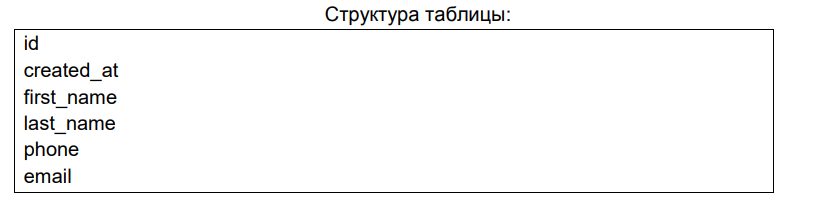 Структура таблицы:
id
created_at
first_name
last_name
phone
email